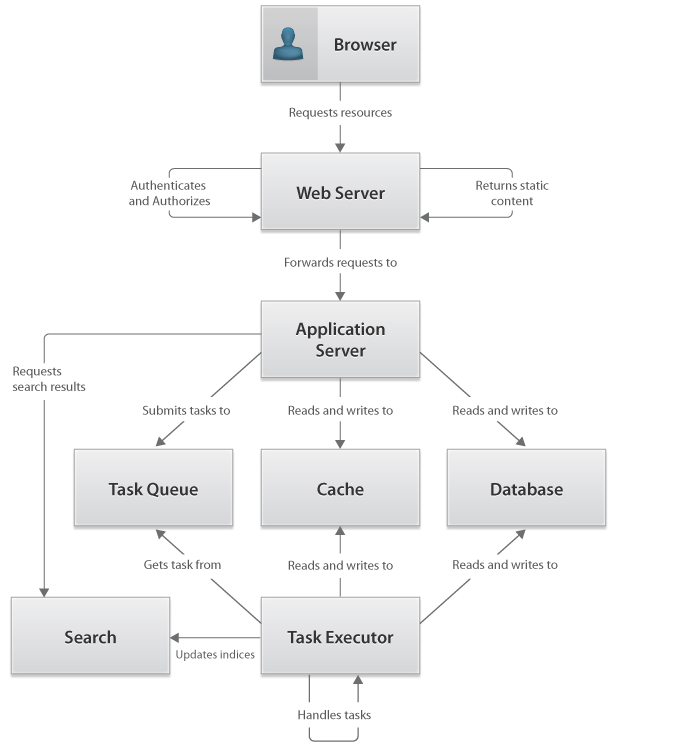 Browser
Requests resources
Authenticates
and Authorizes
Web Server
Returns static
content
Forwards requests to
Application
Server
Requests
search results
Submits tasks to
Reads and writes to
Reads and writes to
Task Queue
Cache
Database
Gets task from
Reads and writes to
Reads and writes to
Search
Updates indices
Task Executor
Handles tasks